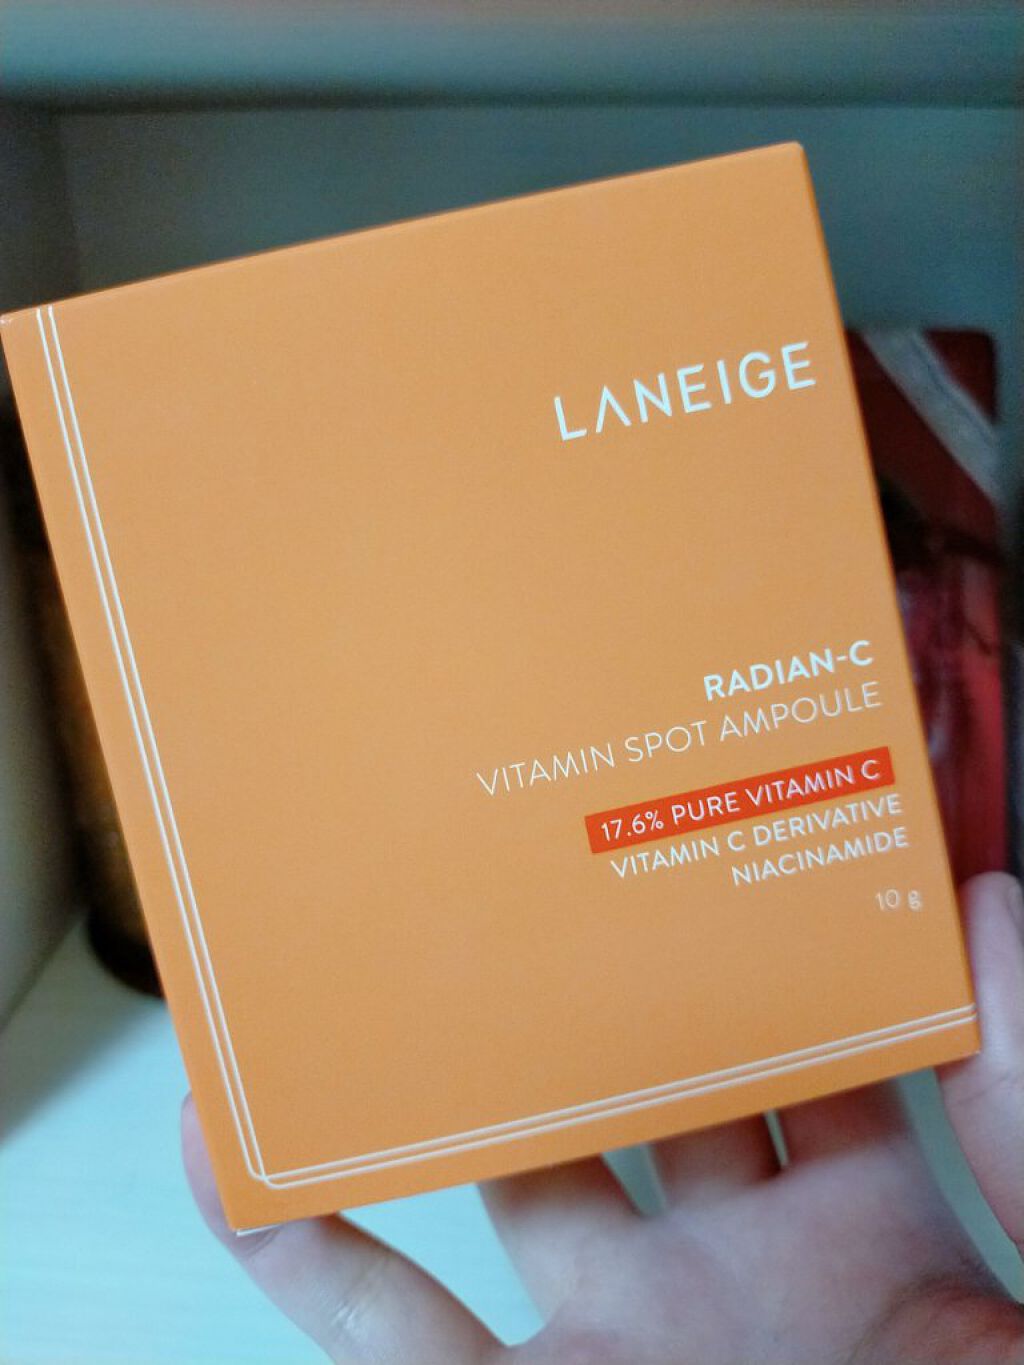 LANEIGE
RADIAN-C
VITAMIN SPOT AMPOULE
17.6% PURE VITAMIN C
VITAMIN C DERIVATIVE
NIACINAMIDE
10 g